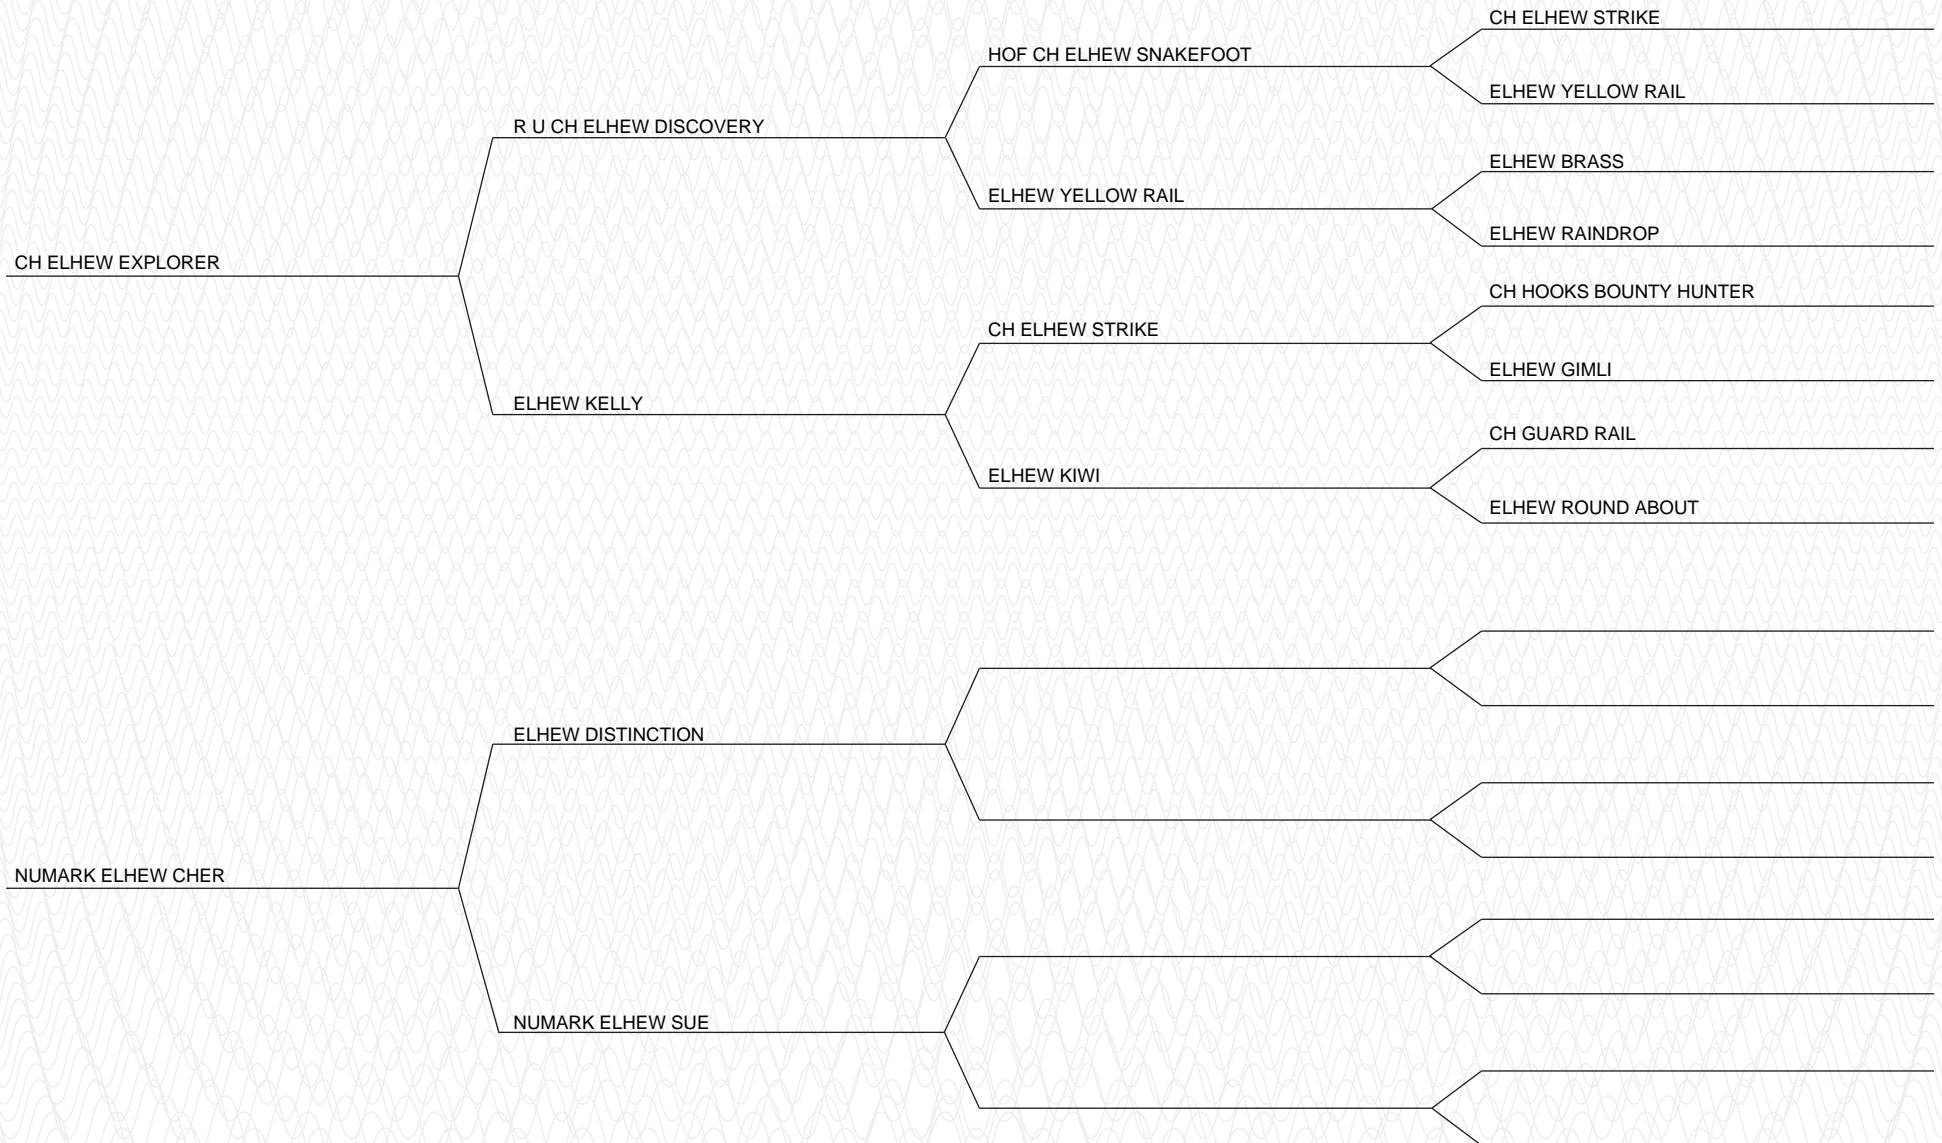 CH ELHEW STRIKE
HOF CH ELHEW SNAKEFOOT
ELHEW YELLOW RAIL
R U CH ELHEW DISCOVERY
ELHEW BRASS
ELHEW YELLOW RAIL
ELHEW RAINDROP
CH ELHEW EXPLORER
CH HOOKS BOUNTY HUNTER
CH ELHEW STRIKE
ELHEW GIMLI
ELHEW KELLY
CH GUARD RAIL
ELHEW KIWI
ELHEW ROUND ABOUT
ELHEW DISTINCTION
NUMARK ELHEW CHER
NUMARK ELHEW SUE